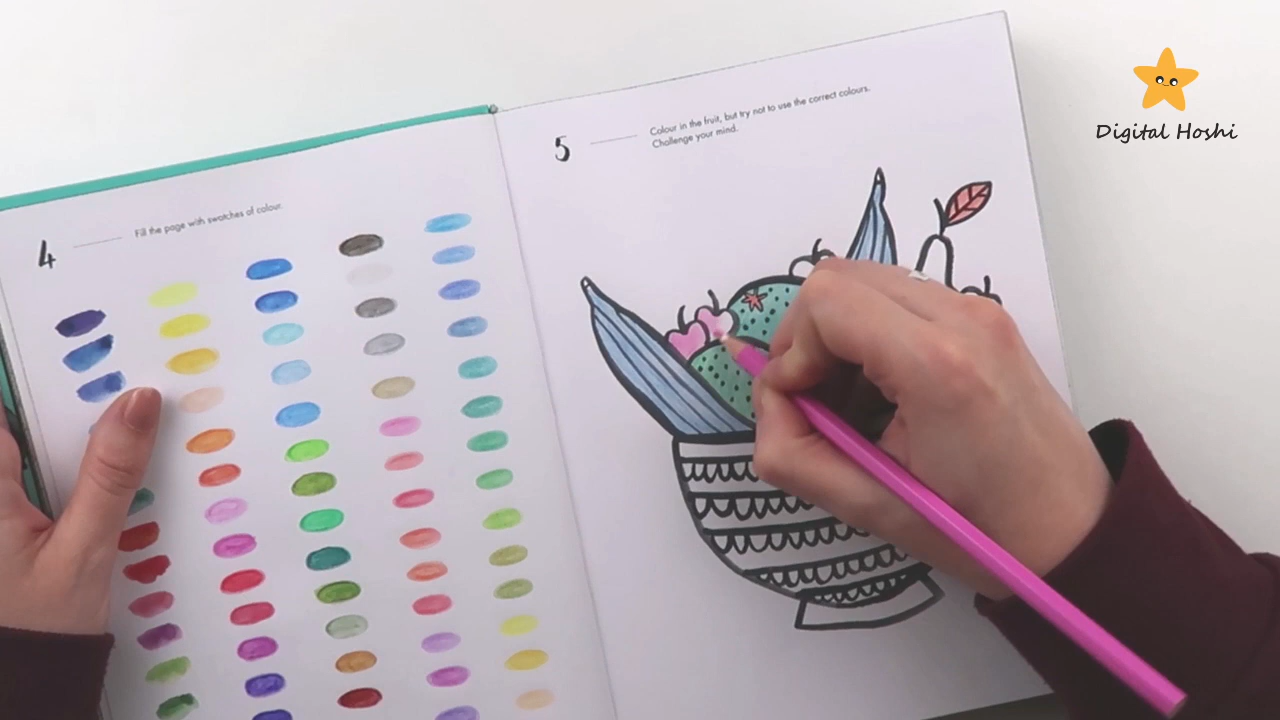 4
Fill the page with swatches of colour.
5
Colour in the fruit, but try not to use the correct colours.
Challenge your mind.
Digital Hoshi